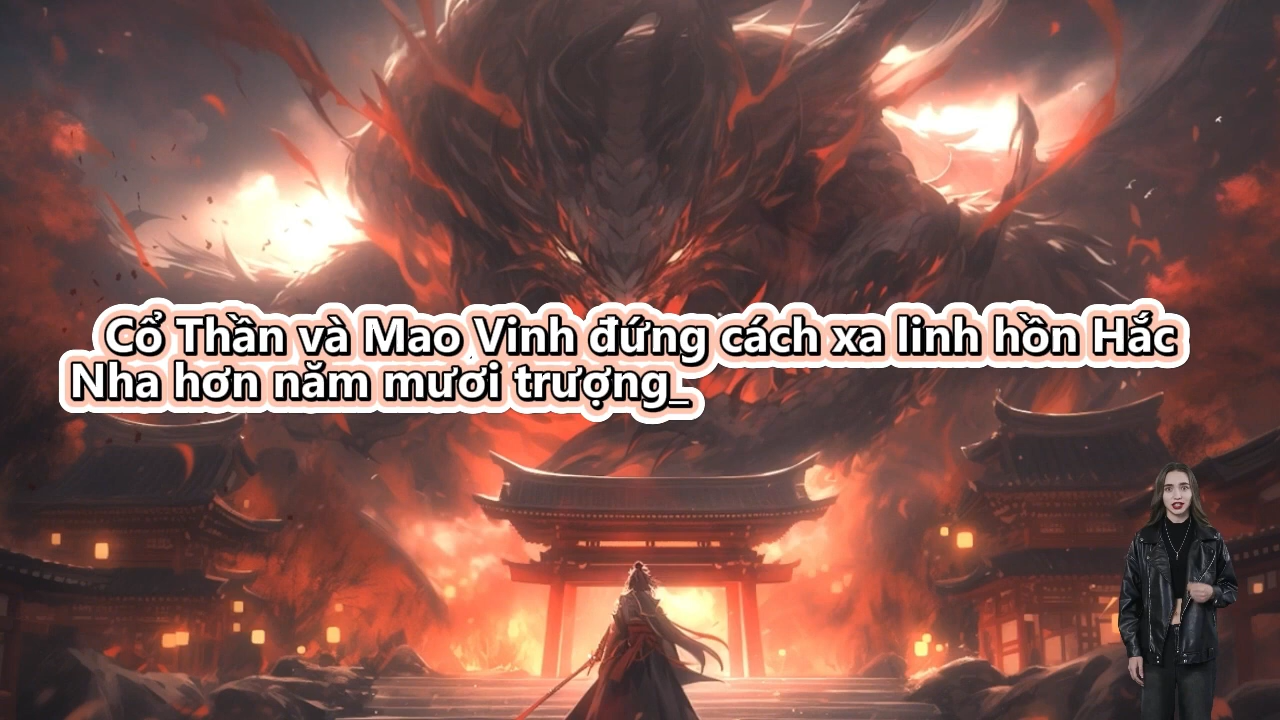 Cổ Thần và Mao Vinh đứng cách xa linh hồn Hắc
Nha hơn năm mươi trượng_